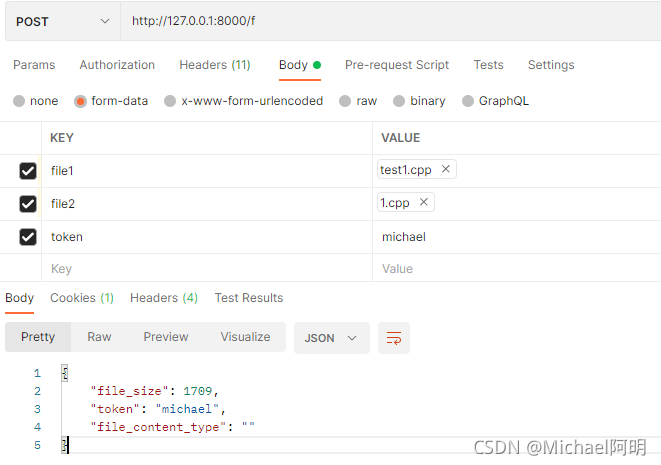 POST http://127.0.0.1:8000/f
Params Authorization Headers (11) Body Pre-request Script Tests Settings
none form-data x-www-form-urlencoded raw binary GraphQL
KEY VALUE
file1 test1.cpp ×
file2 1.cpp ×
token michael
Key Value
Body Cookies (1) Headers (4) Test Results
Pretty Raw Preview Visualize JSON
1 {
2 "file_size": 1709,
3 "token": "michael",
4 "file_content_type": ""
5 }
CSDN @Michael阿明